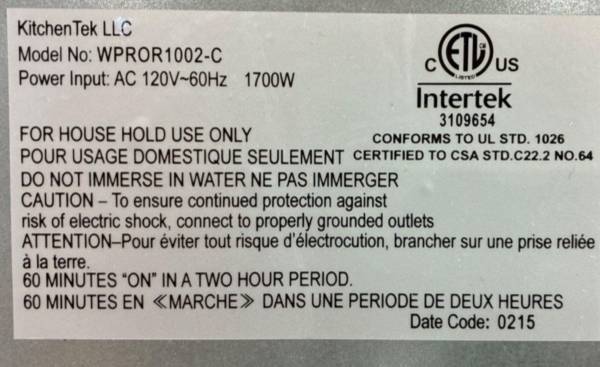 KitchenTek LLC
Model No: WPROR1002-C
Power Input: AC 120V~60Hz 1700W
C ETL CM LISTED US
Intertek
3109654
CONFORMS TO UL STD. 1026
CERTIFIED TO CSA STD.C22.2 NO.64
FOR HOUSE HOLD USE ONLY
POUR USAGE DOMESTIQUE SEULEMENT
DO NOT IMMERSE IN WATER NE PAS IMMERGER
CAUTION – To ensure continued protection against
risk of electric shock, connect to properly grounded outlets
ATTENTION–Pour éviter tout risque d'électrocution, brancher sur une prise reliée
à la terre.
60 MINUTES “ON” IN A TWO HOUR PERIOD.
60 MINUTES EN ≪MARCHE≫ DANS UNE PERIODE DE DEUX HEURES
Date Code: 0215